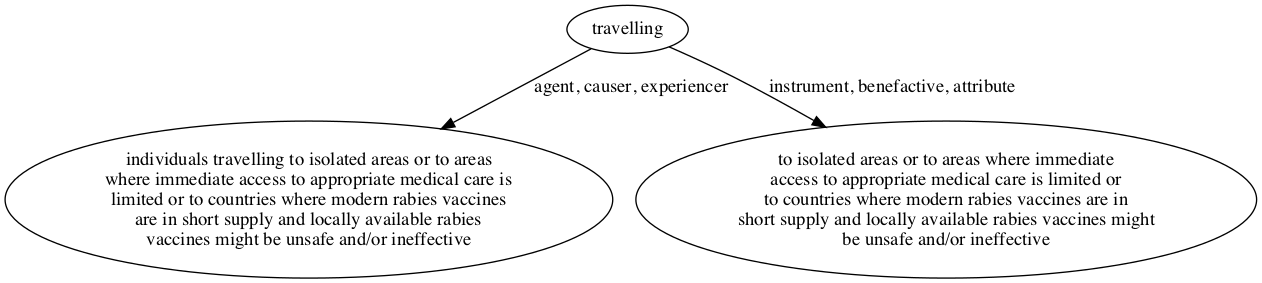 travelling
agent, causer, experiencer
instrument, benefactive, attribute
individuals travelling to isolated areas or to areas
where immediate access to appropriate medical care is
limited or to countries where modern rabies vaccines
are in short supply and locally available rabies
vaccines might be unsafe and/or ineffective
to isolated areas or to areas where immediate
access to appropriate medical care is limited or
to countries where modern rabies vaccines are in
short supply and locally available rabies vaccines might
be unsafe and/or ineffective